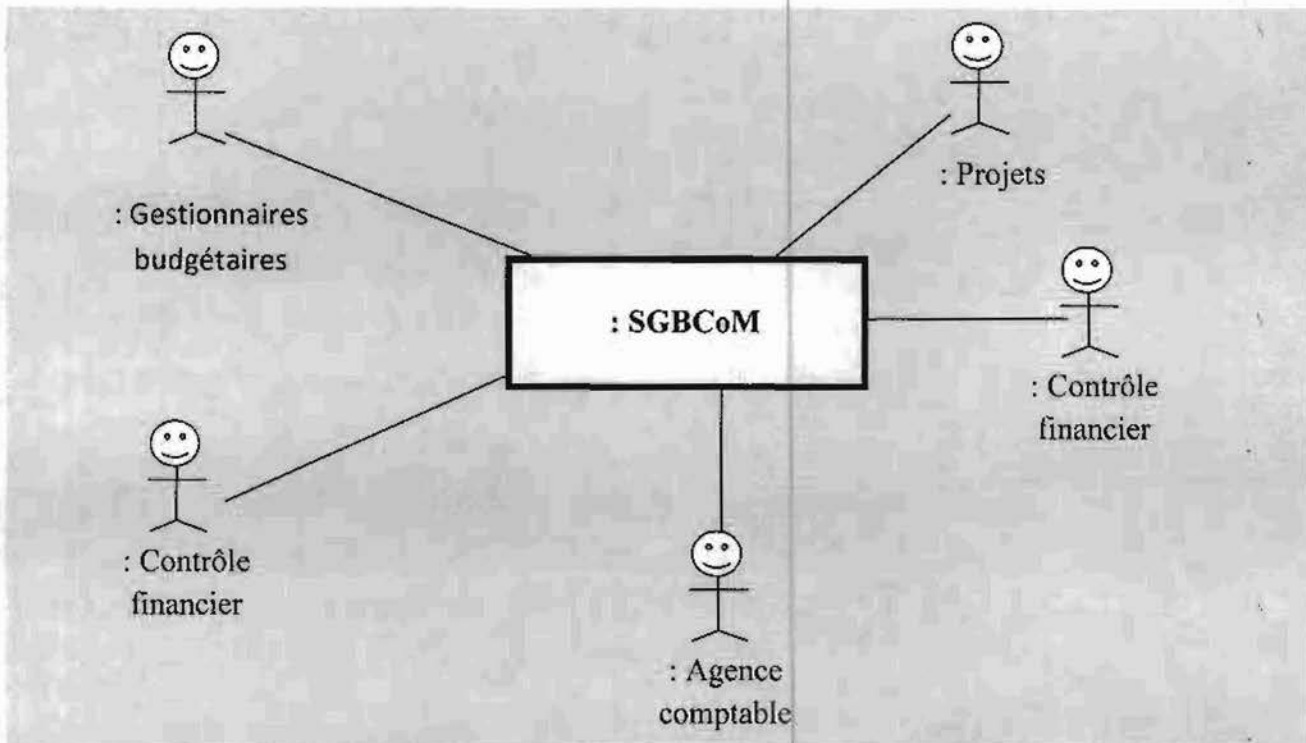 : Gestionnaires
budgétaires
: Projets
: SGBCoM
: Contrôle
financier
: Contrôle
financier
: Agence
comptable